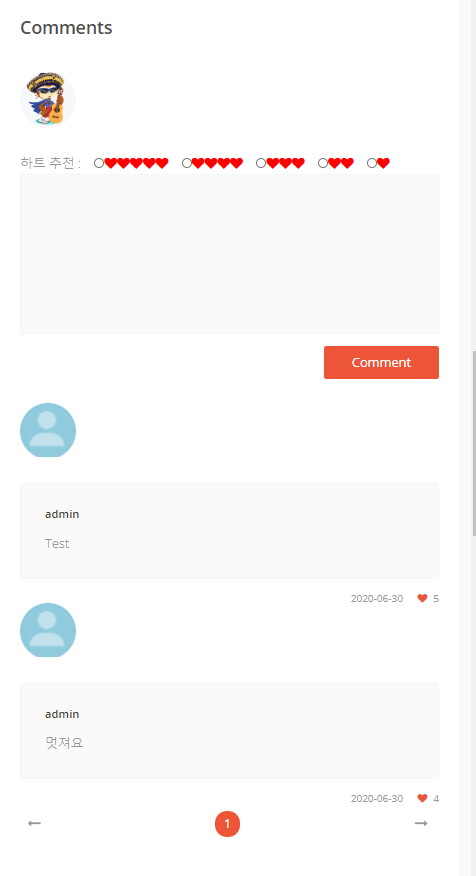 Comments
하트 추천 : ❤❤❤❤❤ ❤❤❤❤ ❤❤❤ ❤❤ ❤
Comment
admin
Test
2020-06-30 ❤ 5
admin
멋져요
2020-06-30 ❤ 4
← 1 →